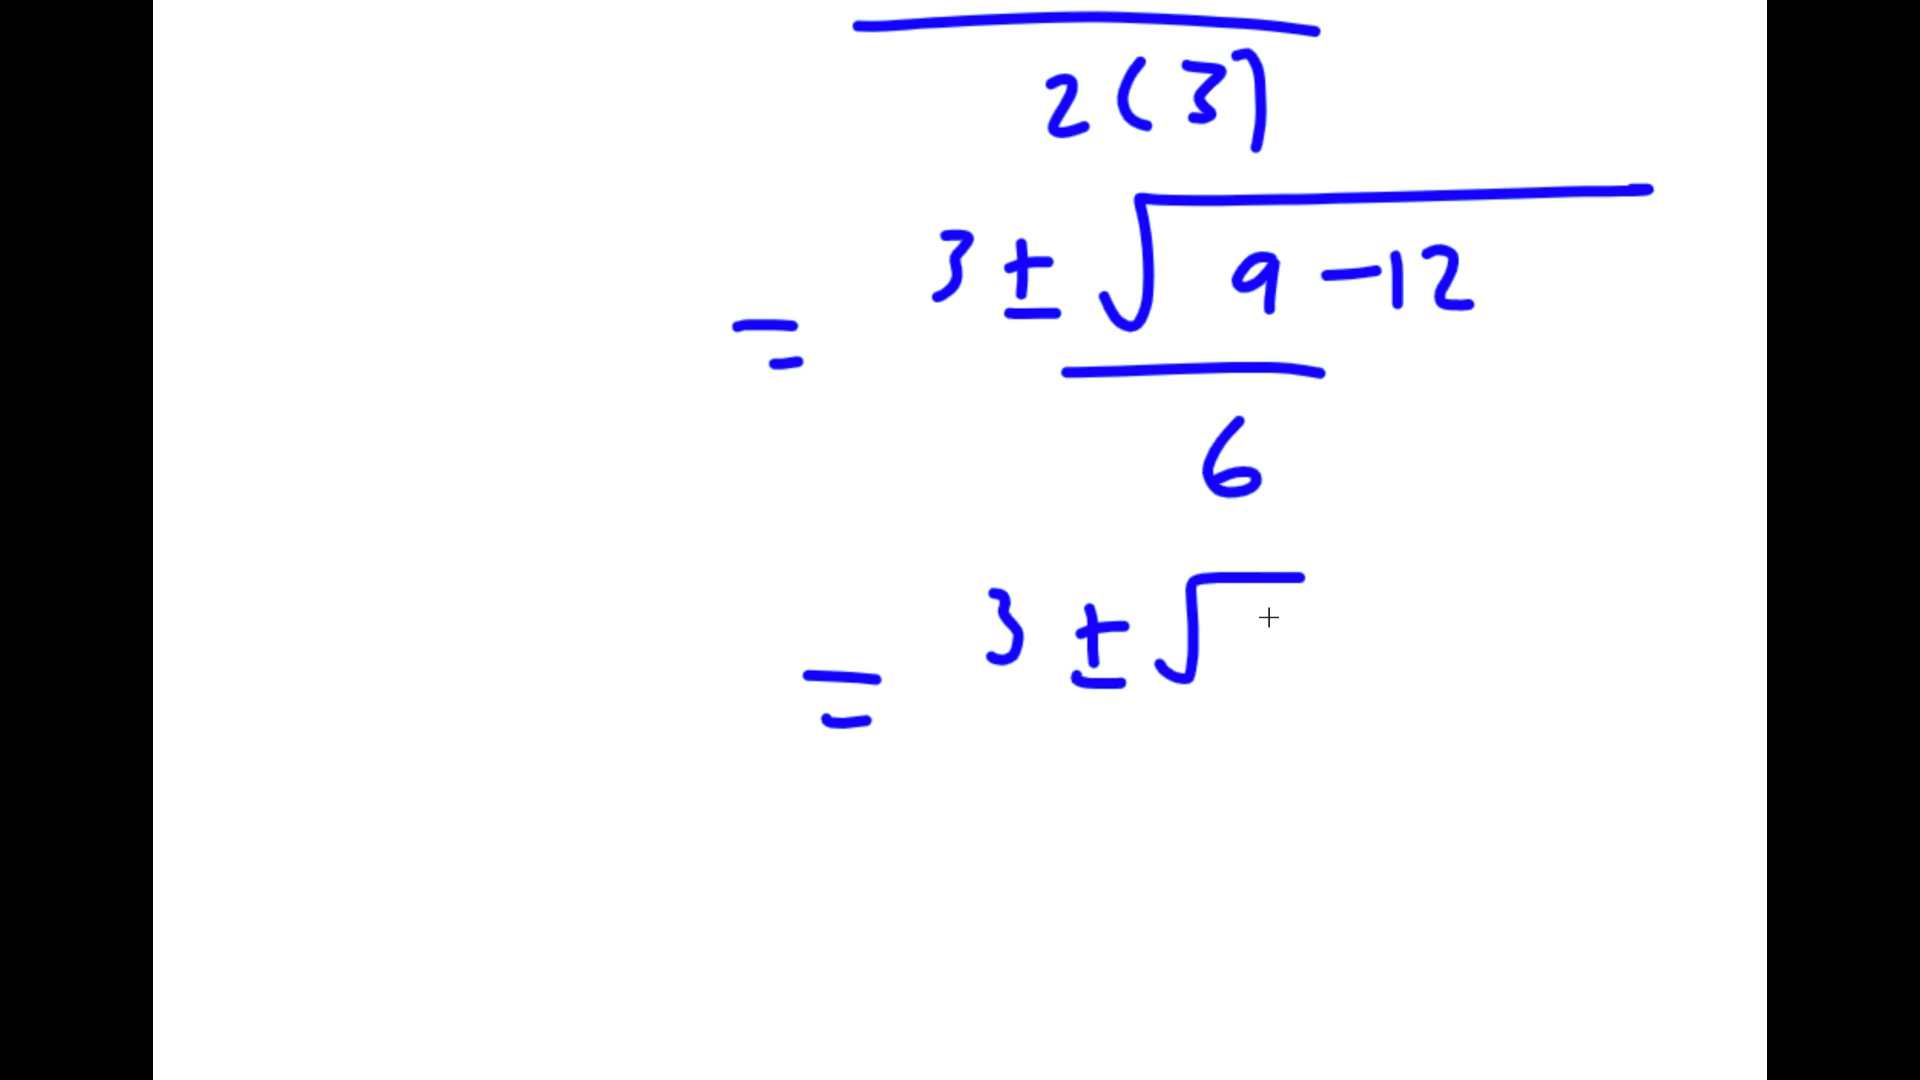 2(3)
= 3 ± √ 9 - 12
6
= 3 ± √